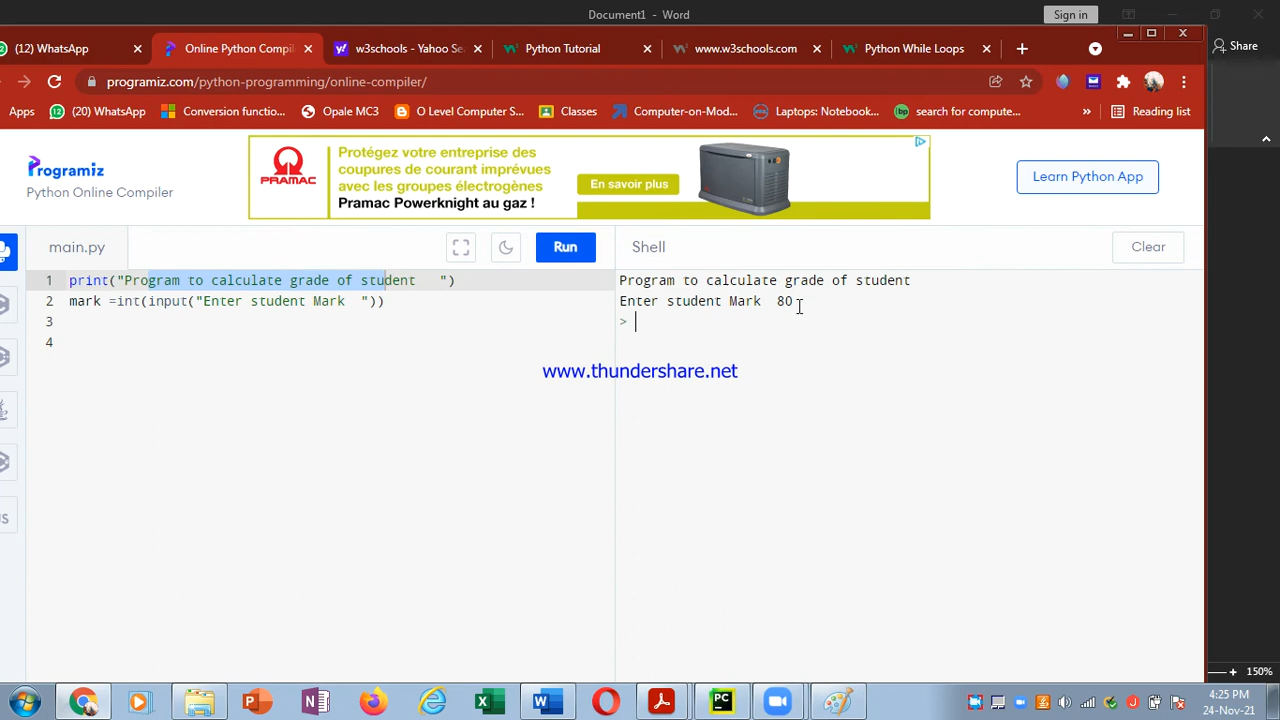 Document1 - Word
Sign in
(12) WhatsApp
Online Python Compil
w3schools - Yahoo Se
Python Tutorial
www.w3schools.com
Python While Loops
Share
programiz.com/python-programming/online-compiler/
Apps
(20) WhatsApp
Conversion functio...
Opale MC3
O Level Computer S...
Classes
Computer-on-Mod...
Laptops: Notebook...
search for compute...
»
Reading list
Programiz
Python Online Compiler
PRAMAC
Protégez votre entreprise des
coupures de courant imprévues
avec les groupes électrogènes
Pramac Powerknight au gaz !
En savoir plus
Learn Python App
main.py
Run
Shell
Clear
1 print("Program to calculate grade of student   ")
2 mark =int(input("Enter student Mark  "))
3
4
Program to calculate grade of student
Enter student Mark  80
>
www.thundershare.net
JS
150%
4:25 PM
24-Nov-21